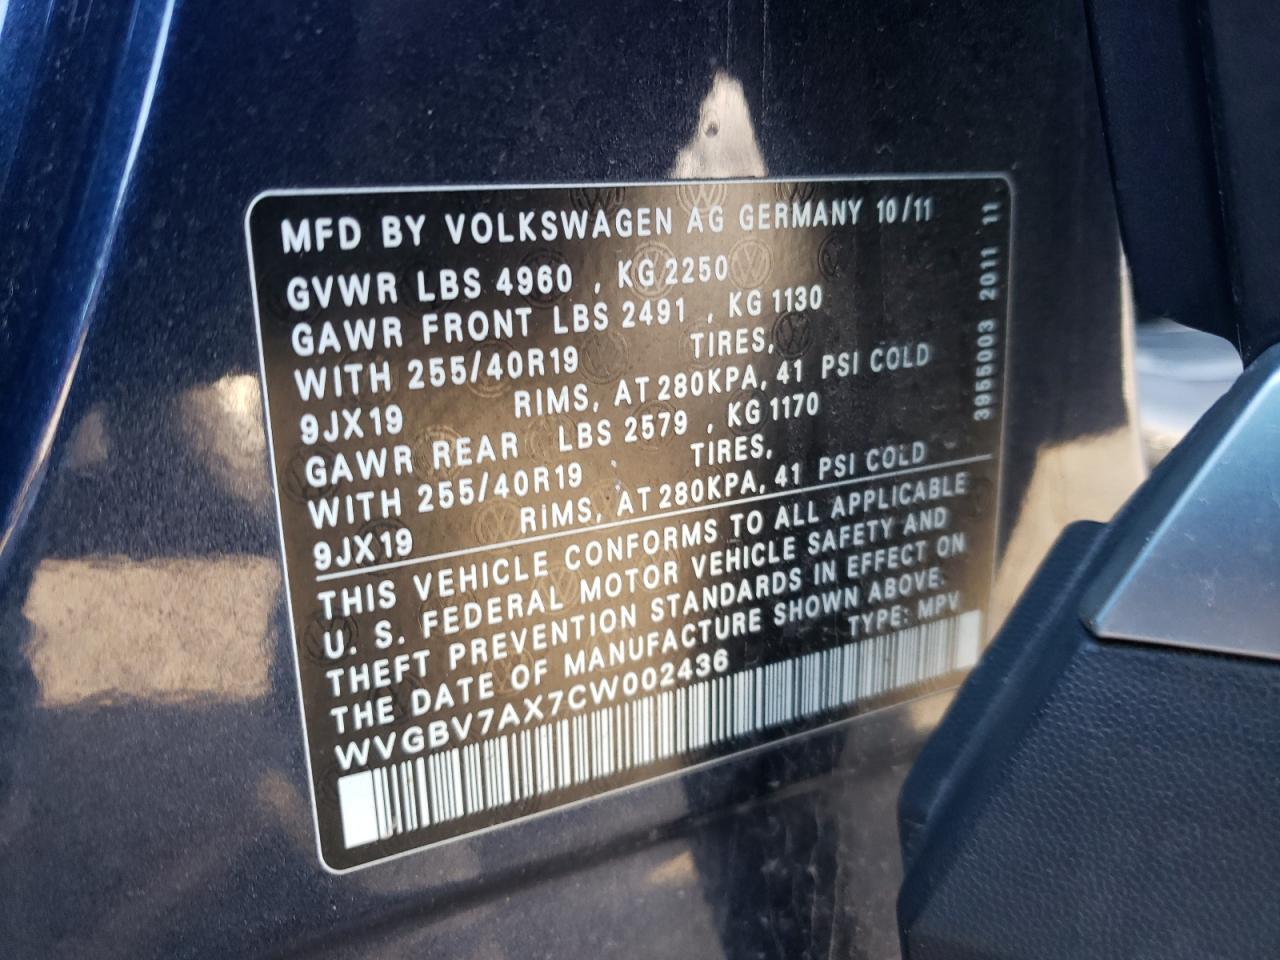 MFD BY VOLKSWAGEN AG GERMANY 10/11
GVWR LBS 4960 , KG 2250
GAWR FRONT LBS 2491 , KG 1130
WITH 255/40R19 TIRES,
9JX19 RIMS, AT 280KPA, 41 PSI COLD
GAWR REAR LBS 2579 , KG 1170
WITH 255/40R19 TIRES,
9JX19 RIMS, AT 280KPA, 41 PSI COLD
THIS VEHICLE CONFORMS TO ALL APPLICABLE
U. S. FEDERAL MOTOR VEHICLE SAFETY AND
THEFT PREVENTION STANDARDS IN EFFECT ON
THE DATE OF MANUFACTURE SHOWN ABOVE.
WVGBV7AX7CW002436 TYPE: MPV
3955003 2011 11